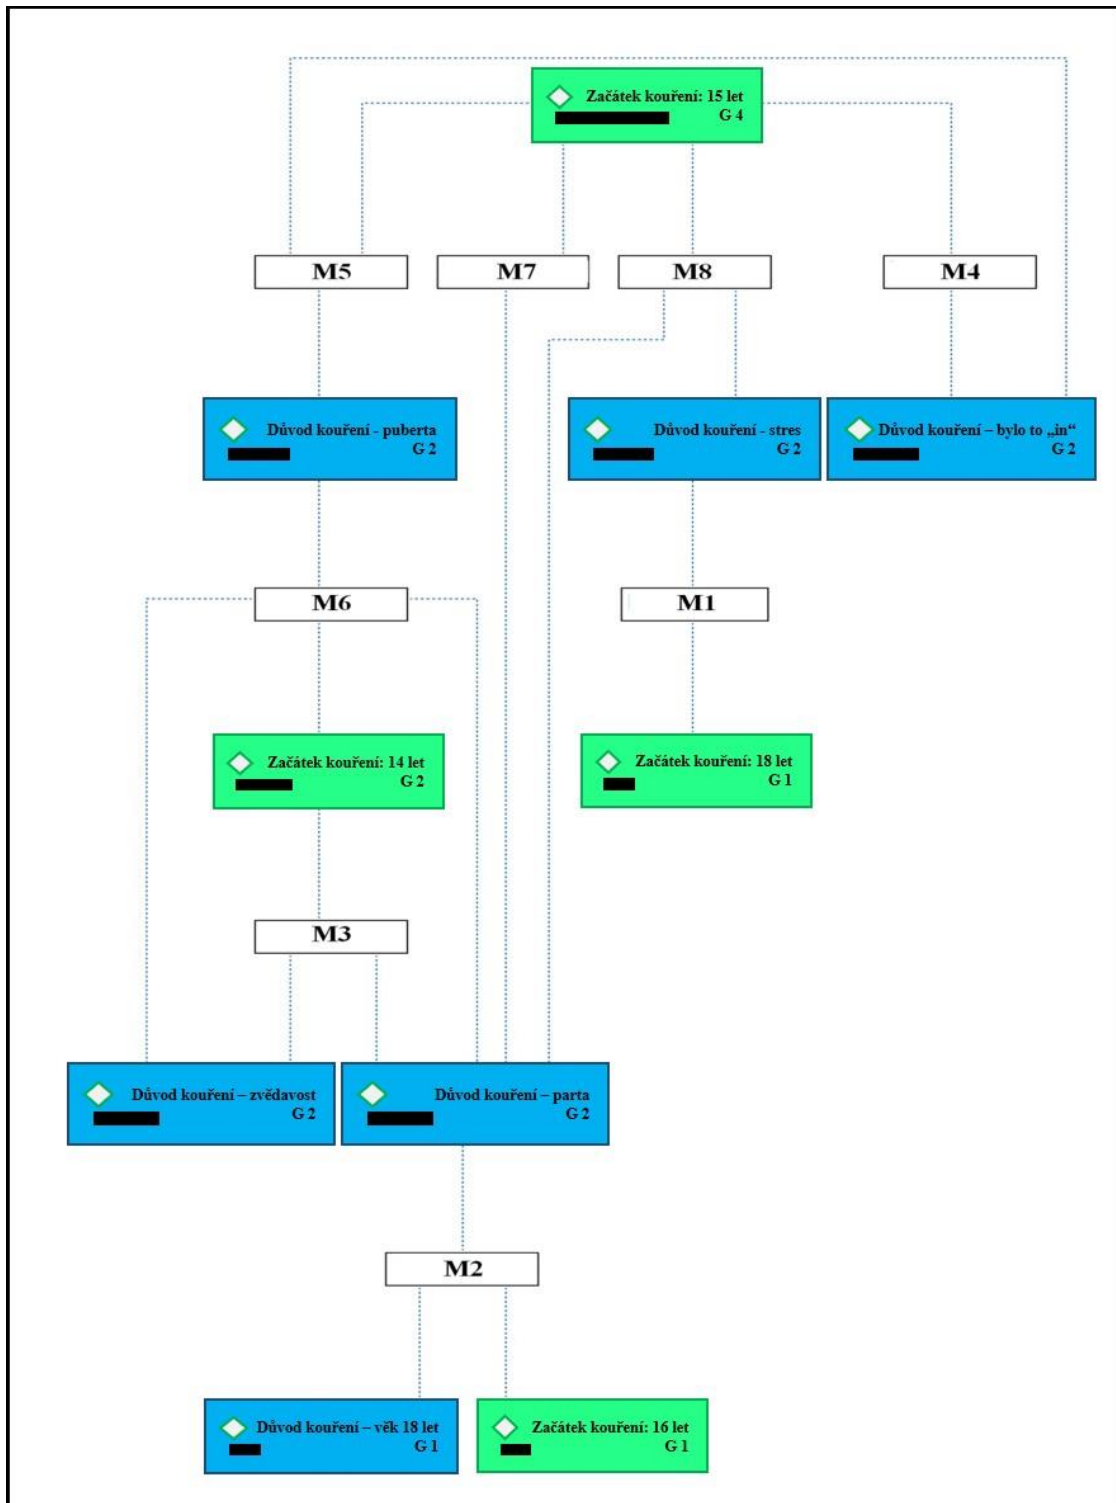 Začátek kouření: 15 let
G 4
M5
M7
M8
M4
Důvod kouření - puberta
G 2
Důvod kouření - stres
G 2
Důvod kouření – bylo to „in“
G 2
M6
M1
Začátek kouření: 14 let
G 2
Začátek kouření: 18 let
G 1
M3
Důvod kouření – zvědavost
G 2
Důvod kouření – parta
G 2
M2
Důvod kouření – věk 18 let
G 1
Začátek kouření: 16 let
G 1